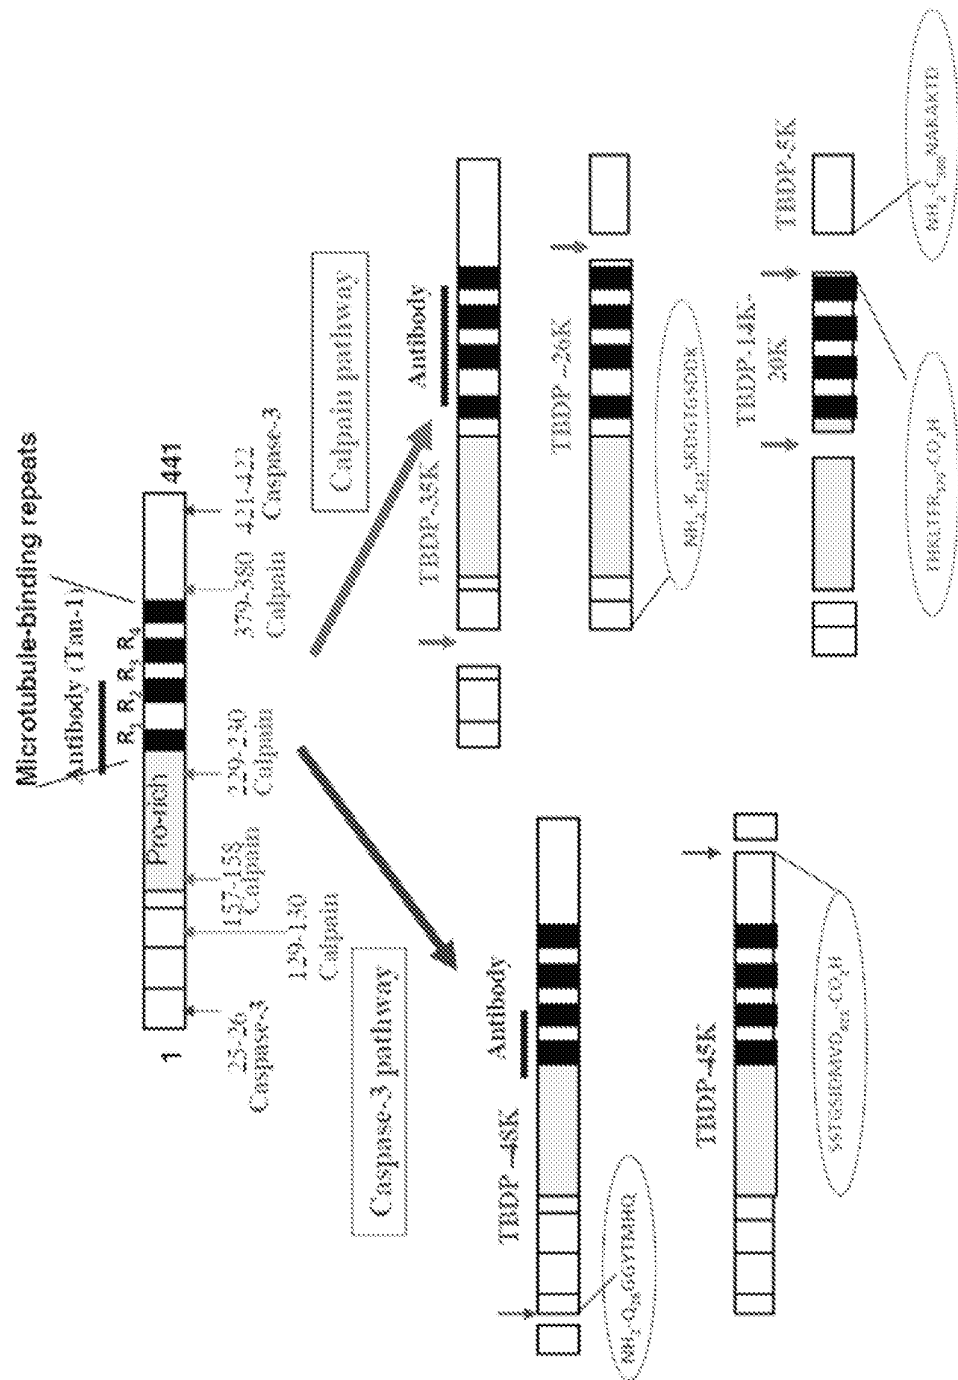 Microtubule-binding repeats
Antibody (Tau-1)
R₁ R₂ R₃ R₄
1
Pro-rich
441
25-26
Caspase-3
129-130
Calpain
157-158
Calpain
229-230
Calpain
379-380
Calpain
421-422
Caspase-3
Caspase-3 pathway
Calpain pathway
TBDP ~48K
Antibody
TBDP-45K
TBDP-35K
Antibody
TBDP ~26K
TBDP-14K-
20K
TBDP-5K